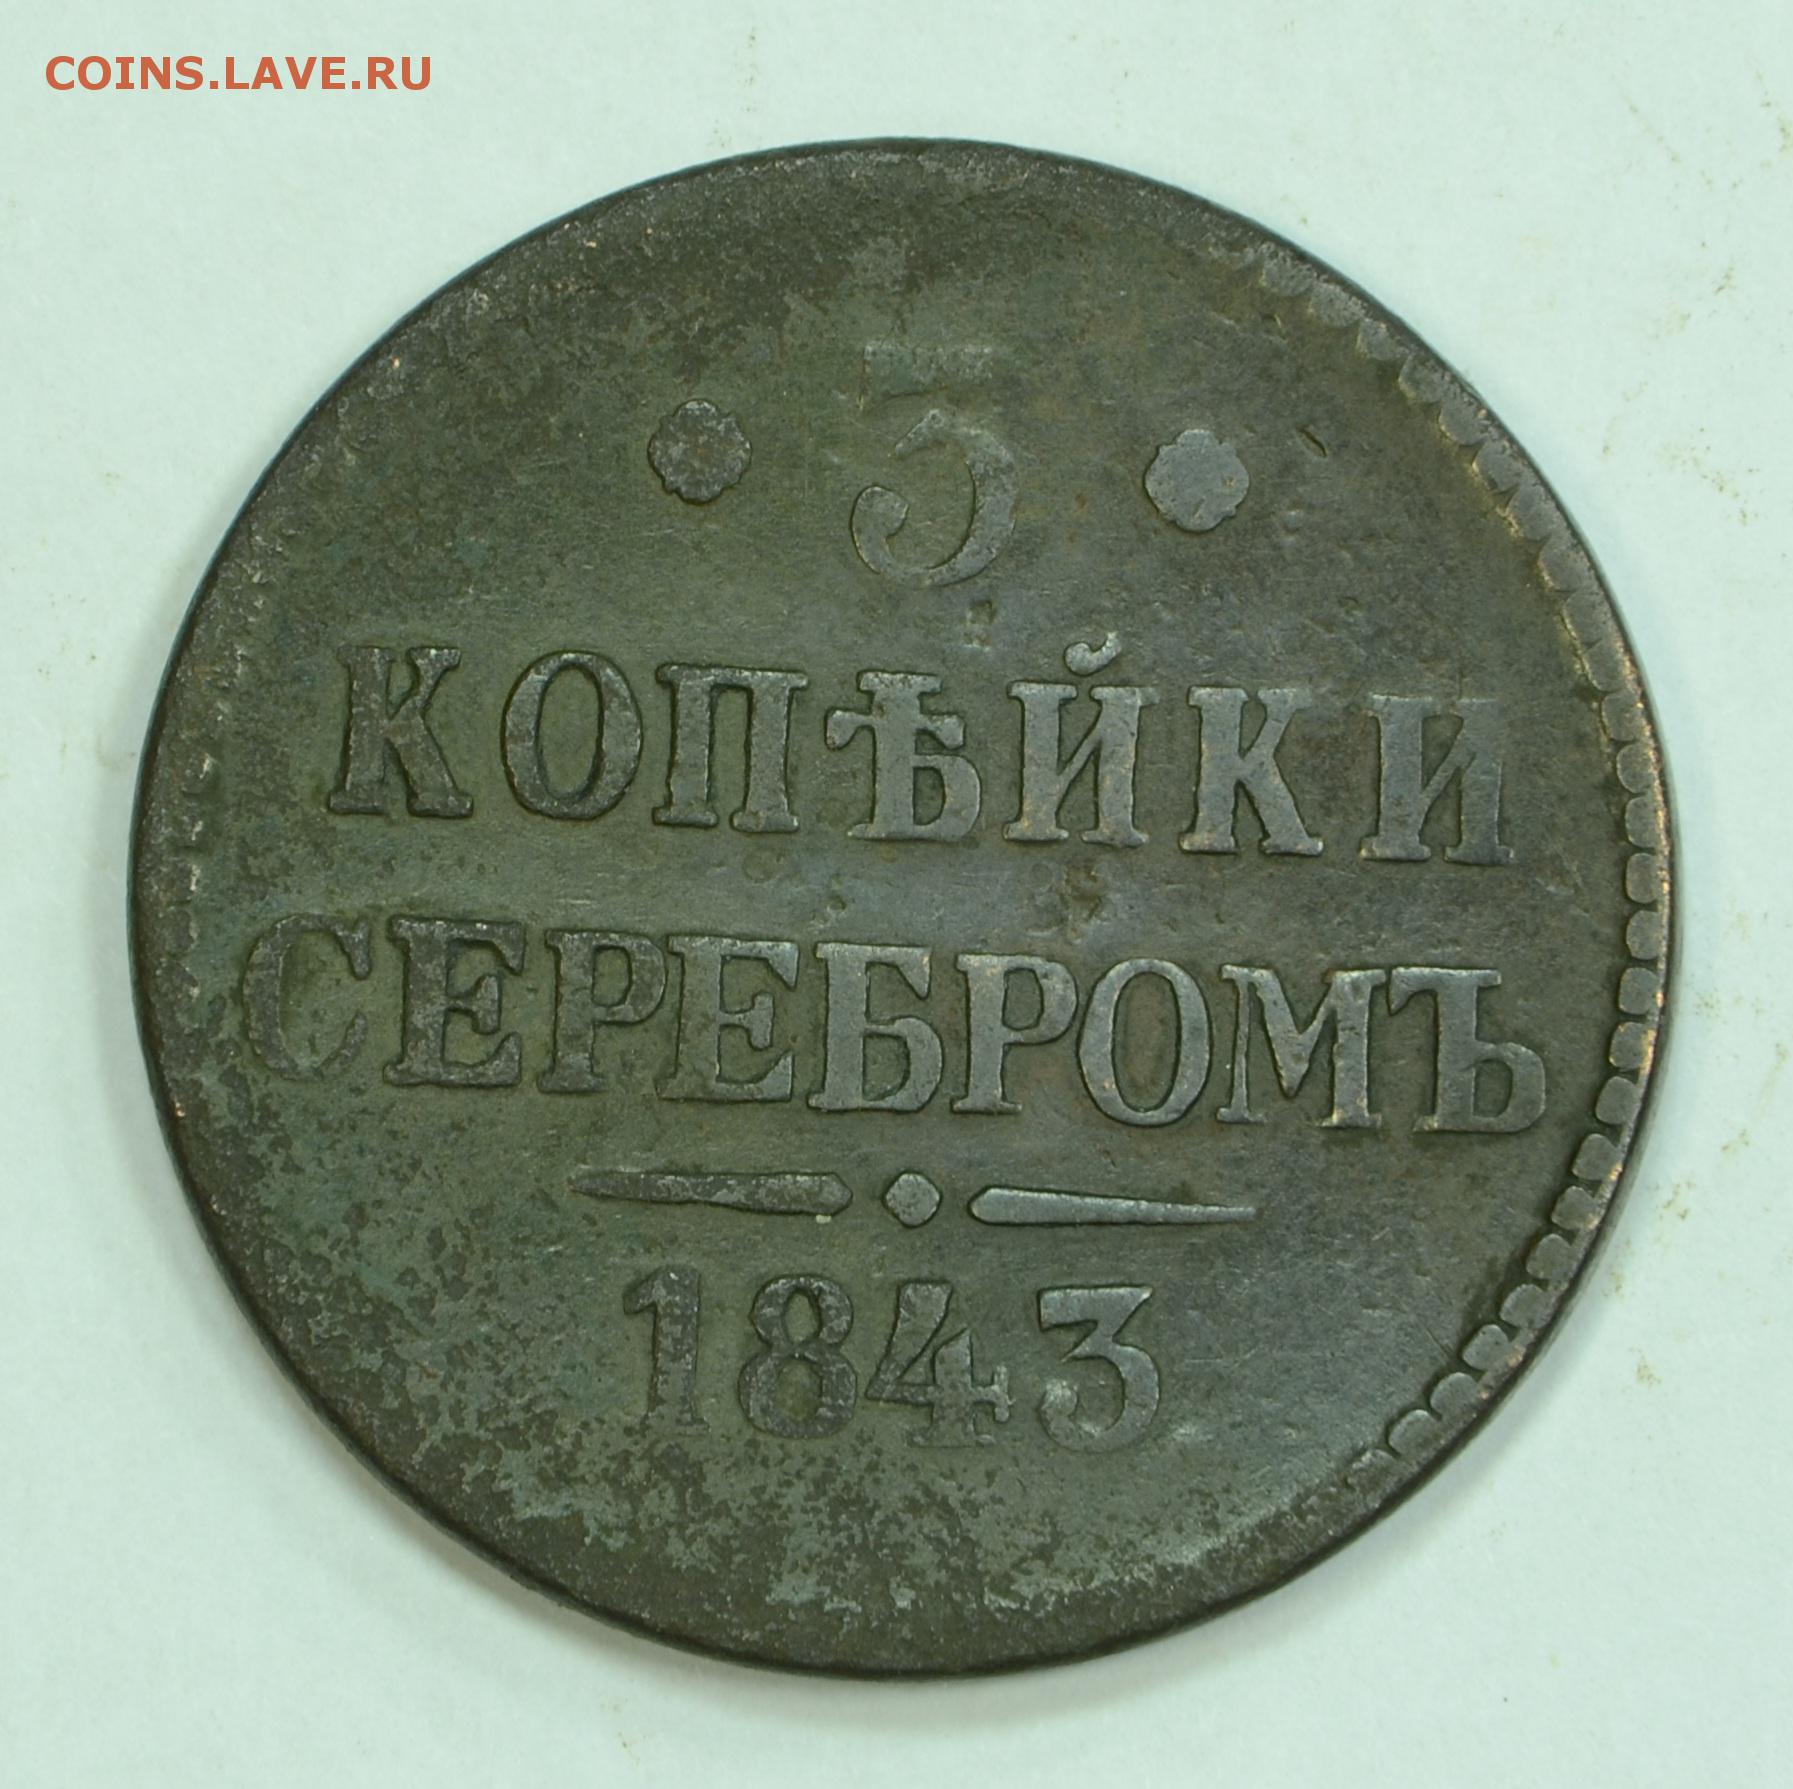 COINS.LAVE.RU
• 3 •
КОПѢЙКИ
СЕРЕБРОМЪ
1843